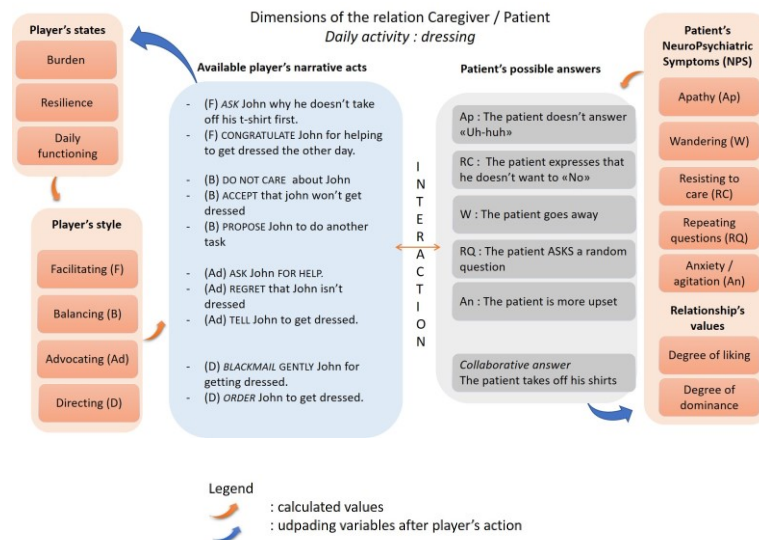 Dimensions of the relation Caregiver / Patient
Daily activity : dressing
Player's states
Burden
Resilience
Daily
functioning
Player's style
Facilitating (F)
Balancing (B)
Advocating (Ad)
Directing (D)
Available player's narrative acts
- (F) ASK John why he doesn't take
off his t-shirt first.
- (F) CONGRATULATE John for helping
to get dressed the other day.
- (B) DO NOT CARE about John
- (B) ACCEPT that john won't get
dressed
- (B) PROPOSE John to do another
task
- (Ad) ASK John FOR HELP.
- (Ad) REGRET that John isn't
dressed
- (Ad) TELL John to get dressed.
- (D) BLACKMAIL GENTLY John for
getting dressed.
- (D) ORDER John to get dressed.
INTERACTION
Patient's possible answers
Ap : The patient doesn't answer
«Uh-huh»
RC : The patient expresses that
he doesn't want to «No»
W : The patient goes away
RQ : The patient ASKS a random
question
An : The patient is more upset
Collaborative answer
The patient takes off his shirts
Patient's
NeuroPsychiatric
Symptoms (NPS)
Apathy (Ap)
Wandering (W)
Resisting to
care (RC)
Repeating
questions (RQ)
Anxiety /
agitation (An)
Relationship's
values
Degree of liking
Degree of
dominance
Legend
: calculated values
: udpading variables after player's action